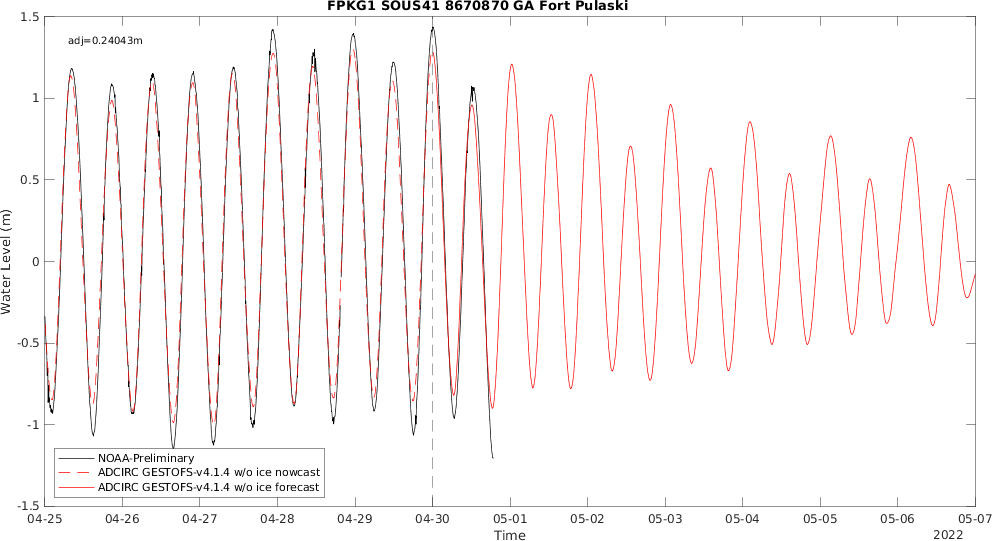 FPKG1 SOUS41 8670870 GA Fort Pulaski
adj=0.24043m
1.5
1
0.5
0
-0.5
-1
-1.5
Water Level (m)
NOAA-Preliminary
ADCIRC GESTOFS-v4.1.4 w/o ice nowcast
ADCIRC GESTOFS-v4.1.4 w/o ice forecast
04-25 04-26 04-27 04-28 04-29 04-30 05-01 05-02 05-03 05-04 05-05 05-06 05-07
Time
2022